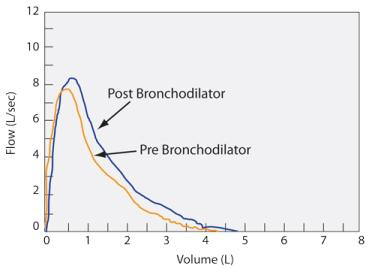 12
10
8
6
4
2
0
Flow (L/sec)
Post Bronchodilator
Pre Bronchodilator
0 1 2 3 4 5 6 7 8
Volume (L)